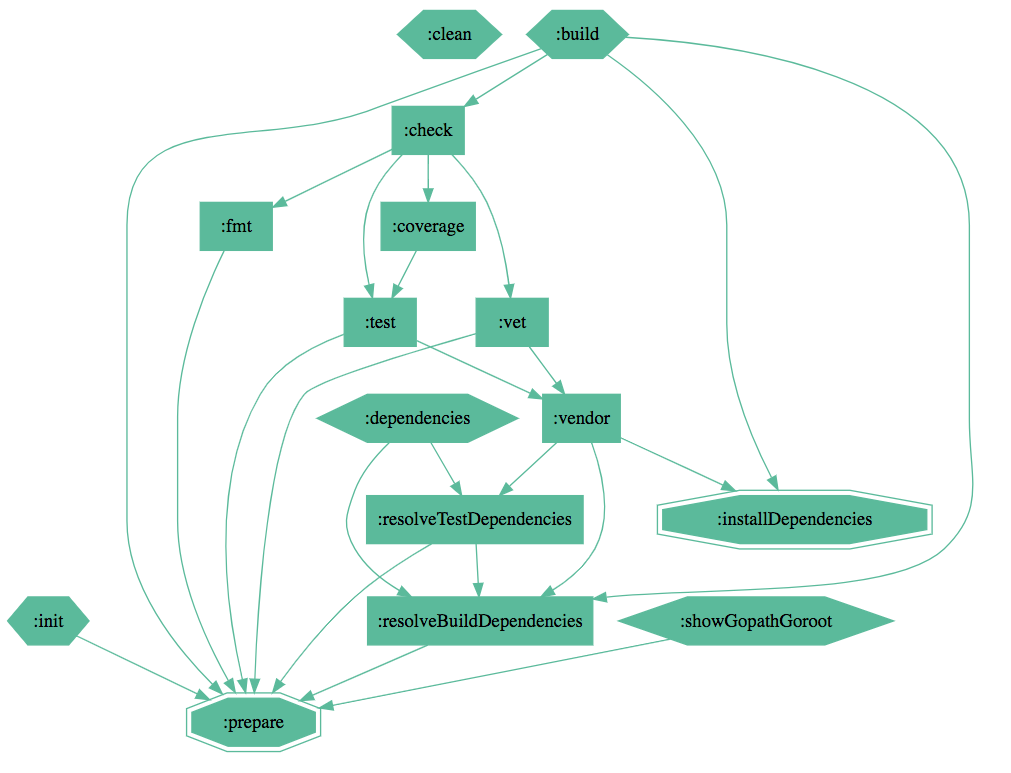 :clean
:build
:check
:fmt
:coverage
:test
:vet
:dependencies
:vendor
:resolveTestDependencies
:installDependencies
:init
:resolveBuildDependencies
:showGopathGoroot
:prepare